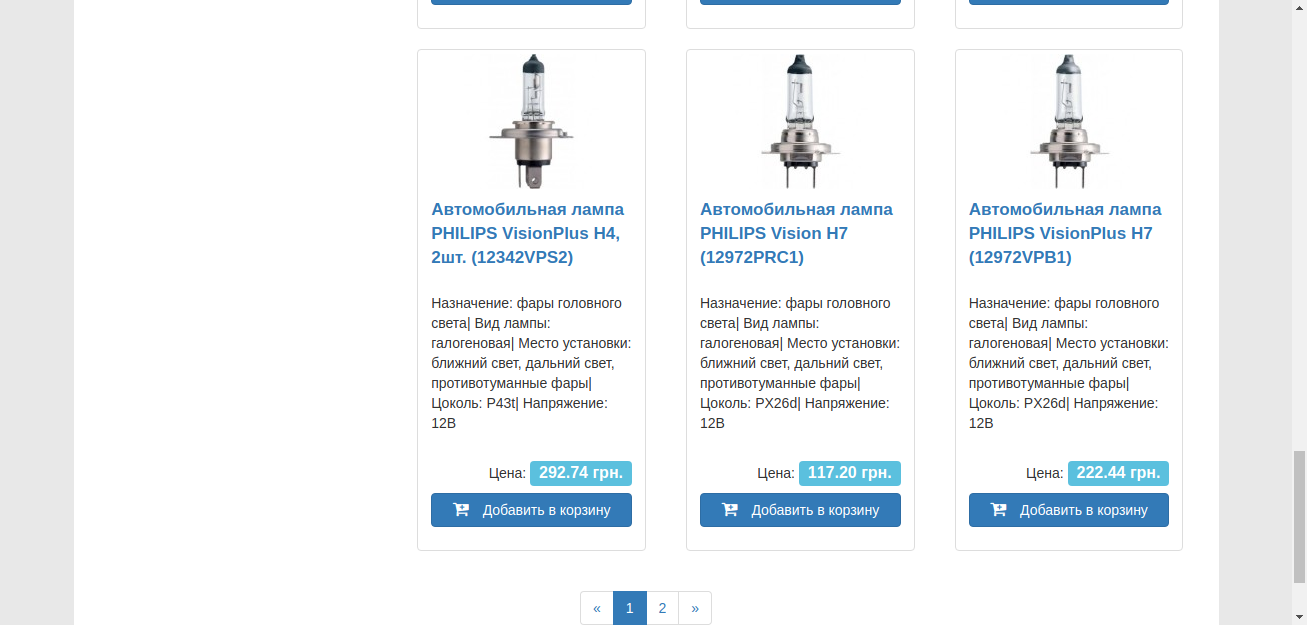 Автомобильная лампа
PHILIPS VisionPlus H4,
2шт. (12342VPS2)
Назначение: фары головного
света| Вид лампы:
галогеновая| Место установки:
ближний свет, дальний свет,
противотуманные фары|
Цоколь: P43t| Напряжение:
12В
Цена: 292.74 грн.
Добавить в корзину
Автомобильная лампа
PHILIPS Vision H7
(12972PRC1)
Назначение: фары головного
света| Вид лампы:
галогеновая| Место установки:
ближний свет, дальний свет,
противотуманные фары|
Цоколь: PX26d| Напряжение:
12В
Цена: 117.20 грн.
Добавить в корзину
Автомобильная лампа
PHILIPS VisionPlus H7
(12972VPB1)
Назначение: фары головного
света| Вид лампы:
галогеновая| Место установки:
ближний свет, дальний свет,
противотуманные фары|
Цоколь: PX26d| Напряжение:
12В
Цена: 222.44 грн.
Добавить в корзину
« 1 2 »